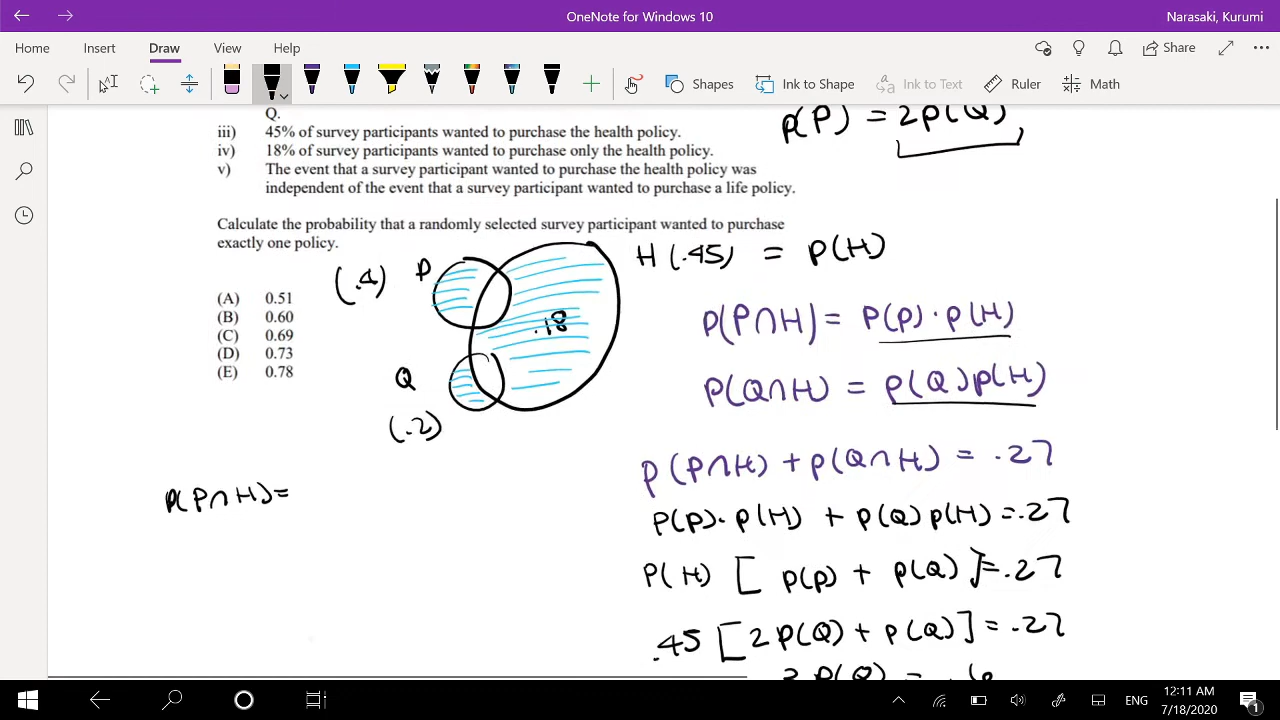 OneNote for Windows 10
Narasaki, Kurumi
Home Insert Draw View Help Share
Shapes Ink to Shape Ink to Text Ruler Math
Q.
iii) 45% of survey participants wanted to purchase the health policy.
iv) 18% of survey participants wanted to purchase only the health policy.
v) The event that a survey participant wanted to purchase the health policy was
independent of the event that a survey participant wanted to purchase a life policy.
Calculate the probability that a randomly selected survey participant wanted to purchase
exactly one policy.
(A) 0.51
(B) 0.60
(C) 0.69
(D) 0.73
(E) 0.78
(.4) P
.18
Q
(.2)
P(P∩H)=
P(P) = 2P(Q)
H (.45) = P(H)
P(P∩H) = P(P)·P(H)
P(Q∩H) = P(Q)P(H)
P(P∩H) + P(Q∩H) = .27
P(P)·P(H) + P(Q)P(H) = .27
P(H) [P(P) + P(Q)] = .27
.45 [2P(Q) + P(Q)] = .27
3P(Q) = .6
ENG
12:11 AM
7/18/2020
1